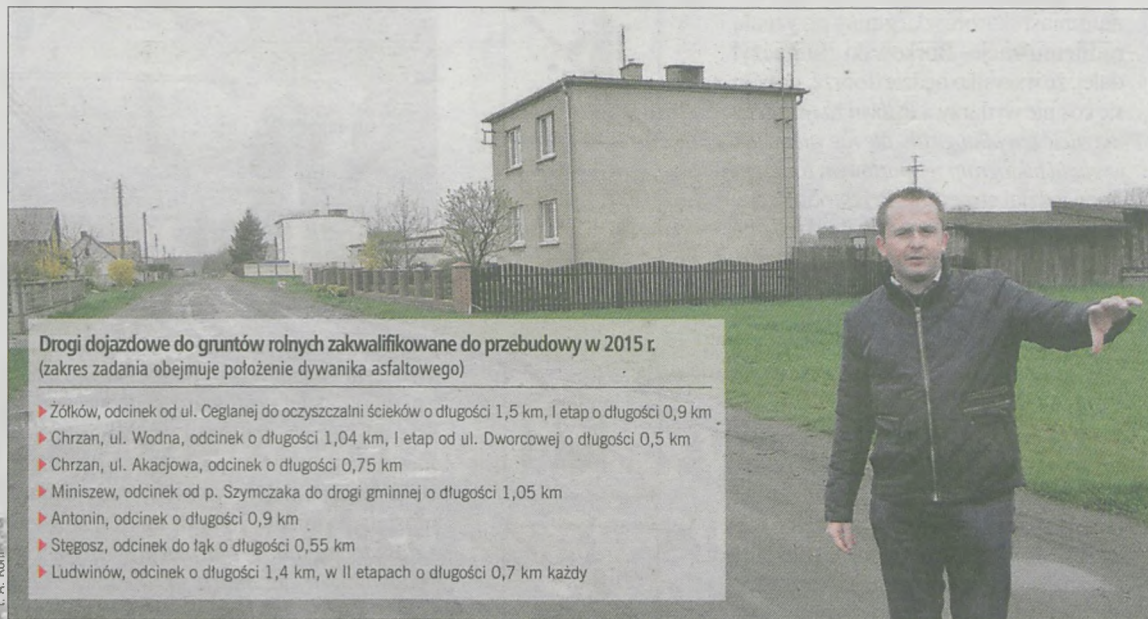 Drogi dojazdowe do gruntów rolnych zakwalifikowane do przebudowy w 2015 r.
(zakres zadania obejmuje położenie dywanika asfaltowego)
Żółków, odcinek od ul. Ceglanej do oczyszczalni ścieków o długości 1,5 km, I etap o długości 0,9 km
Chrzan, ul. Wodna, odcinek o długości 1,04 km, I etap od ul. Dworcowej o długości 0,5 km
Chrzan, ul. Akacjowa, odcinek o długości 0,75 km
Miniszew, odcinek od p. Szymczaka do drogi gminnej o długości 1,05 km
Antonin, odcinek o długości 0,9 km
Stęgosz, odcinek do łąk o długości 0,55 km
Ludwinów, odcinek o długości 1,4 km, w II etapach o długości 0,7 km każdy